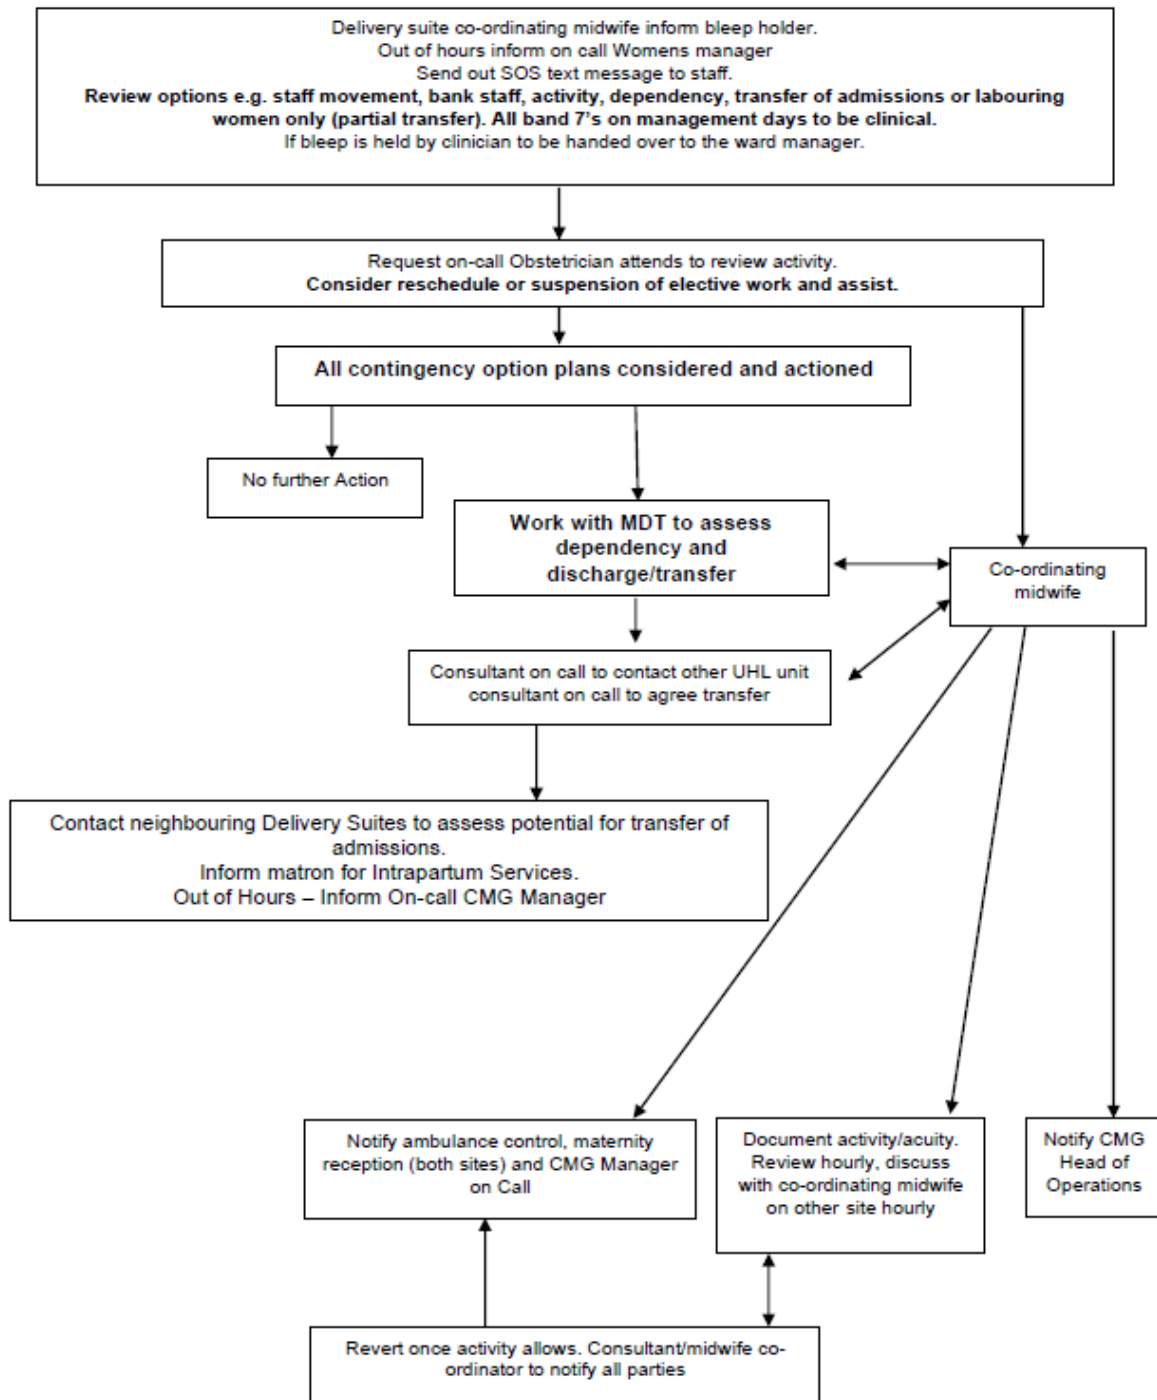 Delivery suite co-ordinating midwife inform bleep holder.
Out of hours inform on call Womens manager
Send out SOS text message to staff.
Review options e.g. staff movement, bank staff, activity, dependency, transfer of admissions or labouring
women only (partial transfer). All band 7's on management days to be clinical.
If bleep is held by clinician to be handed over to the ward manager.
Request on-call Obstetrician attends to review activity.
Consider reschedule or suspension of elective work and assist.
All contingency option plans considered and actioned
No further Action
Work with MDT to assess
dependency and
discharge/transfer
Co-ordinating
midwife
Consultant on call to contact other UHL unit
consultant on call to agree transfer
Contact neighbouring Delivery Suites to assess potential for transfer of
admissions.
Inform matron for Intrapartum Services.
Out of Hours – Inform On-call CMG Manager
Notify ambulance control, maternity
reception (both sites) and CMG Manager
on Call
Document activity/acuity.
Review hourly, discuss
with co-ordinating midwife
on other site hourly
Notify CMG
Head of
Operations
Revert once activity allows. Consultant/midwife co-
ordinator to notify all parties